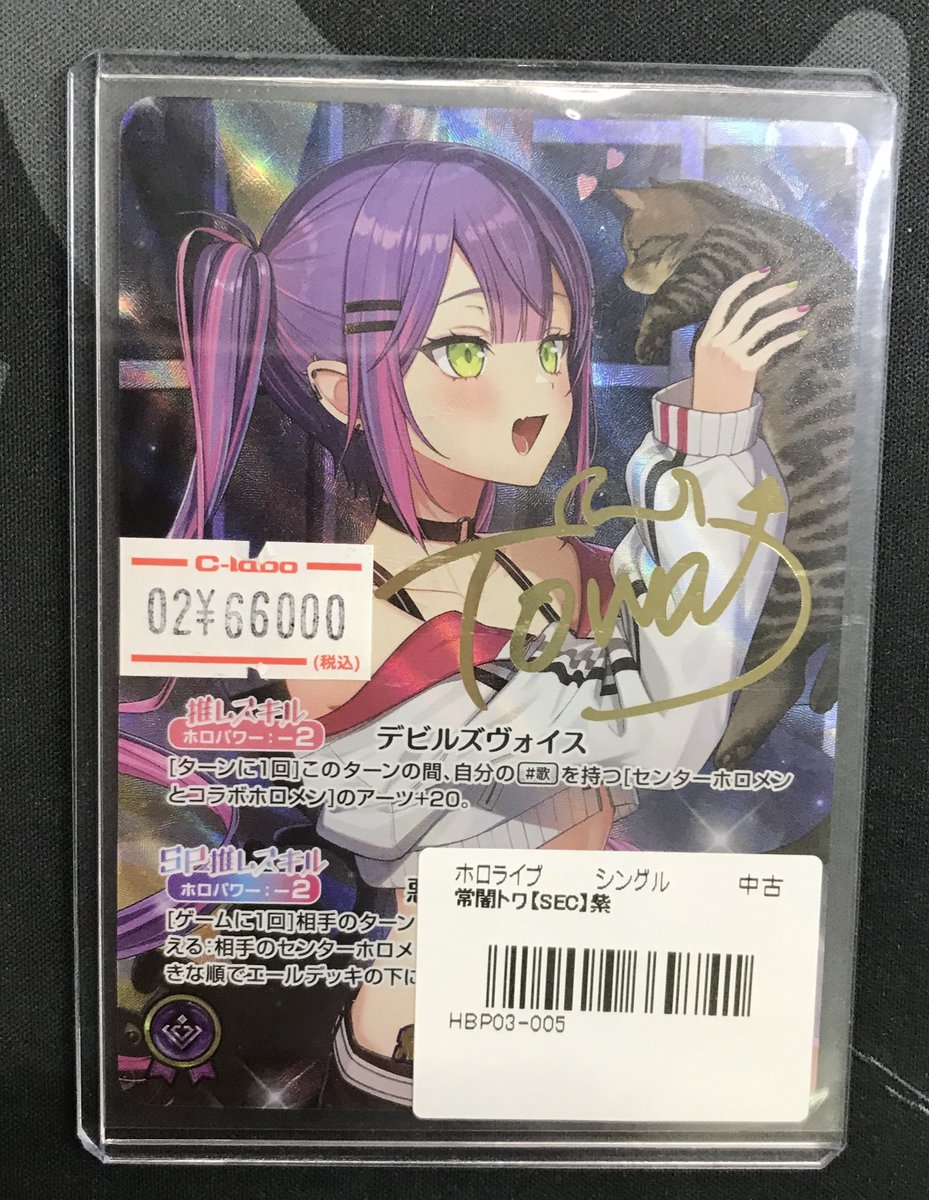 Towa
C-labo
02¥66000
(税込)
推しスキル
ホロパワー：-2
デビルズヴォイス
[ターンに1回]このターンの間、自分の #歌 を持つ[センターホロメン
とコラボホロメン]のアーツ+20。
SP推しスキル
ホロパワー：-2
[ゲームに1回]相手のターン
える：相手のセンターホロメ
きな順でエールデッキの下に
ホロライブ シングル 中古
常闇トワ【SEC】紫
HBP03-005